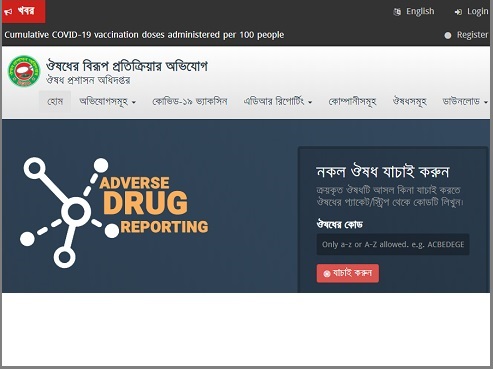 খবর
English
Login
Cumulative COVID-19 vaccination doses administered per 100 people
Register
ঔষধের বিরূপ প্রতিক্রিয়ার অভিযোগ
ঔষধ প্রশাসন অধিদপ্তর
হোম অভিযোগসমূহ কোভিড-১৯ ভ্যাকসিন এডিআর রিপোর্টিং কোম্পানীসমূহ ঔষধসমূহ ডাউনলোড
ADVERSE
DRUG
REPORTING
নকল ঔষধ যাচাই করুন
ক্রয়কৃত ঔষধটি আসল কিনা যাচাই করতে
ঔষধের প্যাকেট/স্ট্রিপ থেকে কোডটি লিখুন।
ঔষধের কোড
Only a-z or A-Z allowed. e.g. ACBEDEGE
যাচাই করুন